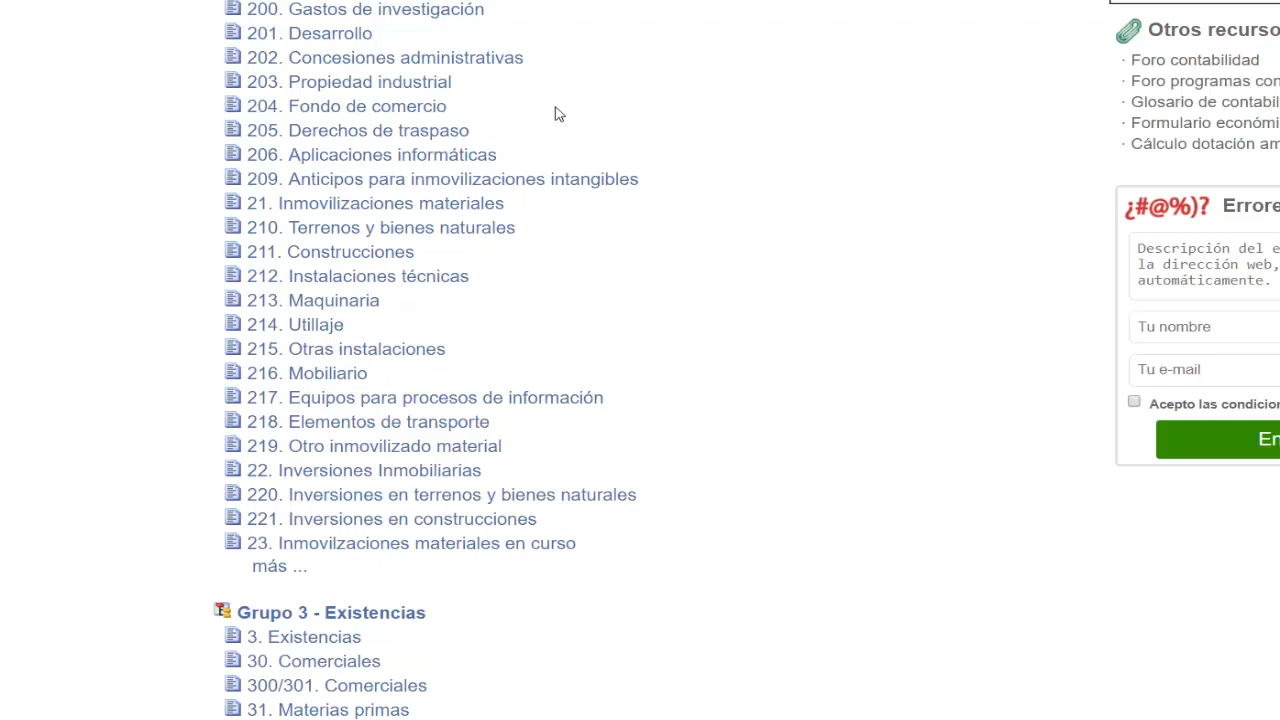 200. Gastos de investigación
201. Desarrollo
202. Concesiones administrativas
203. Propiedad industrial
204. Fondo de comercio
205. Derechos de traspaso
206. Aplicaciones informáticas
209. Anticipos para inmovilizaciones intangibles
21. Inmovilizaciones materiales
210. Terrenos y bienes naturales
211. Construcciones
212. Instalaciones técnicas
213. Maquinaria
214. Utillaje
215. Otras instalaciones
216. Mobiliario
217. Equipos para procesos de información
218. Elementos de transporte
219. Otro inmovilizado material
22. Inversiones Inmobiliarias
220. Inversiones en terrenos y bienes naturales
221. Inversiones en construcciones
23. Inmovilzaciones materiales en curso
más ...
Grupo 3 - Existencias
3. Existencias
30. Comerciales
300/301. Comerciales
31. Materias primas
Otros recurso
· Foro contabilidad
· Foro programas con
· Glosario de contabil
· Formulario económi
· Cálculo dotación am
¿#@%)? Errore
Descripción del e
la dirección web,
automáticamente.
Tu nombre
Tu e-mail
Acepto las condicion
En